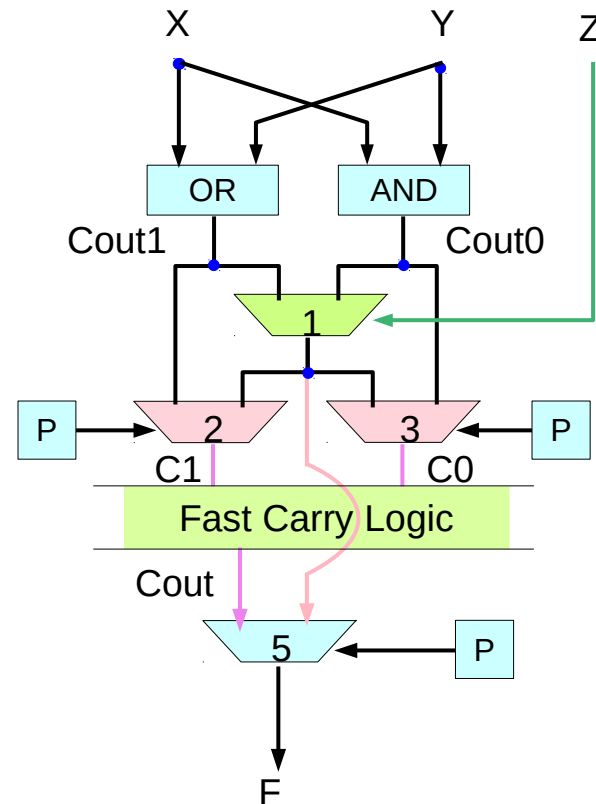 X Y Z
OR AND
Cout1 Cout0
1
P 2 3 P
C1 C0
Fast Carry Logic
Cout
5 P
F